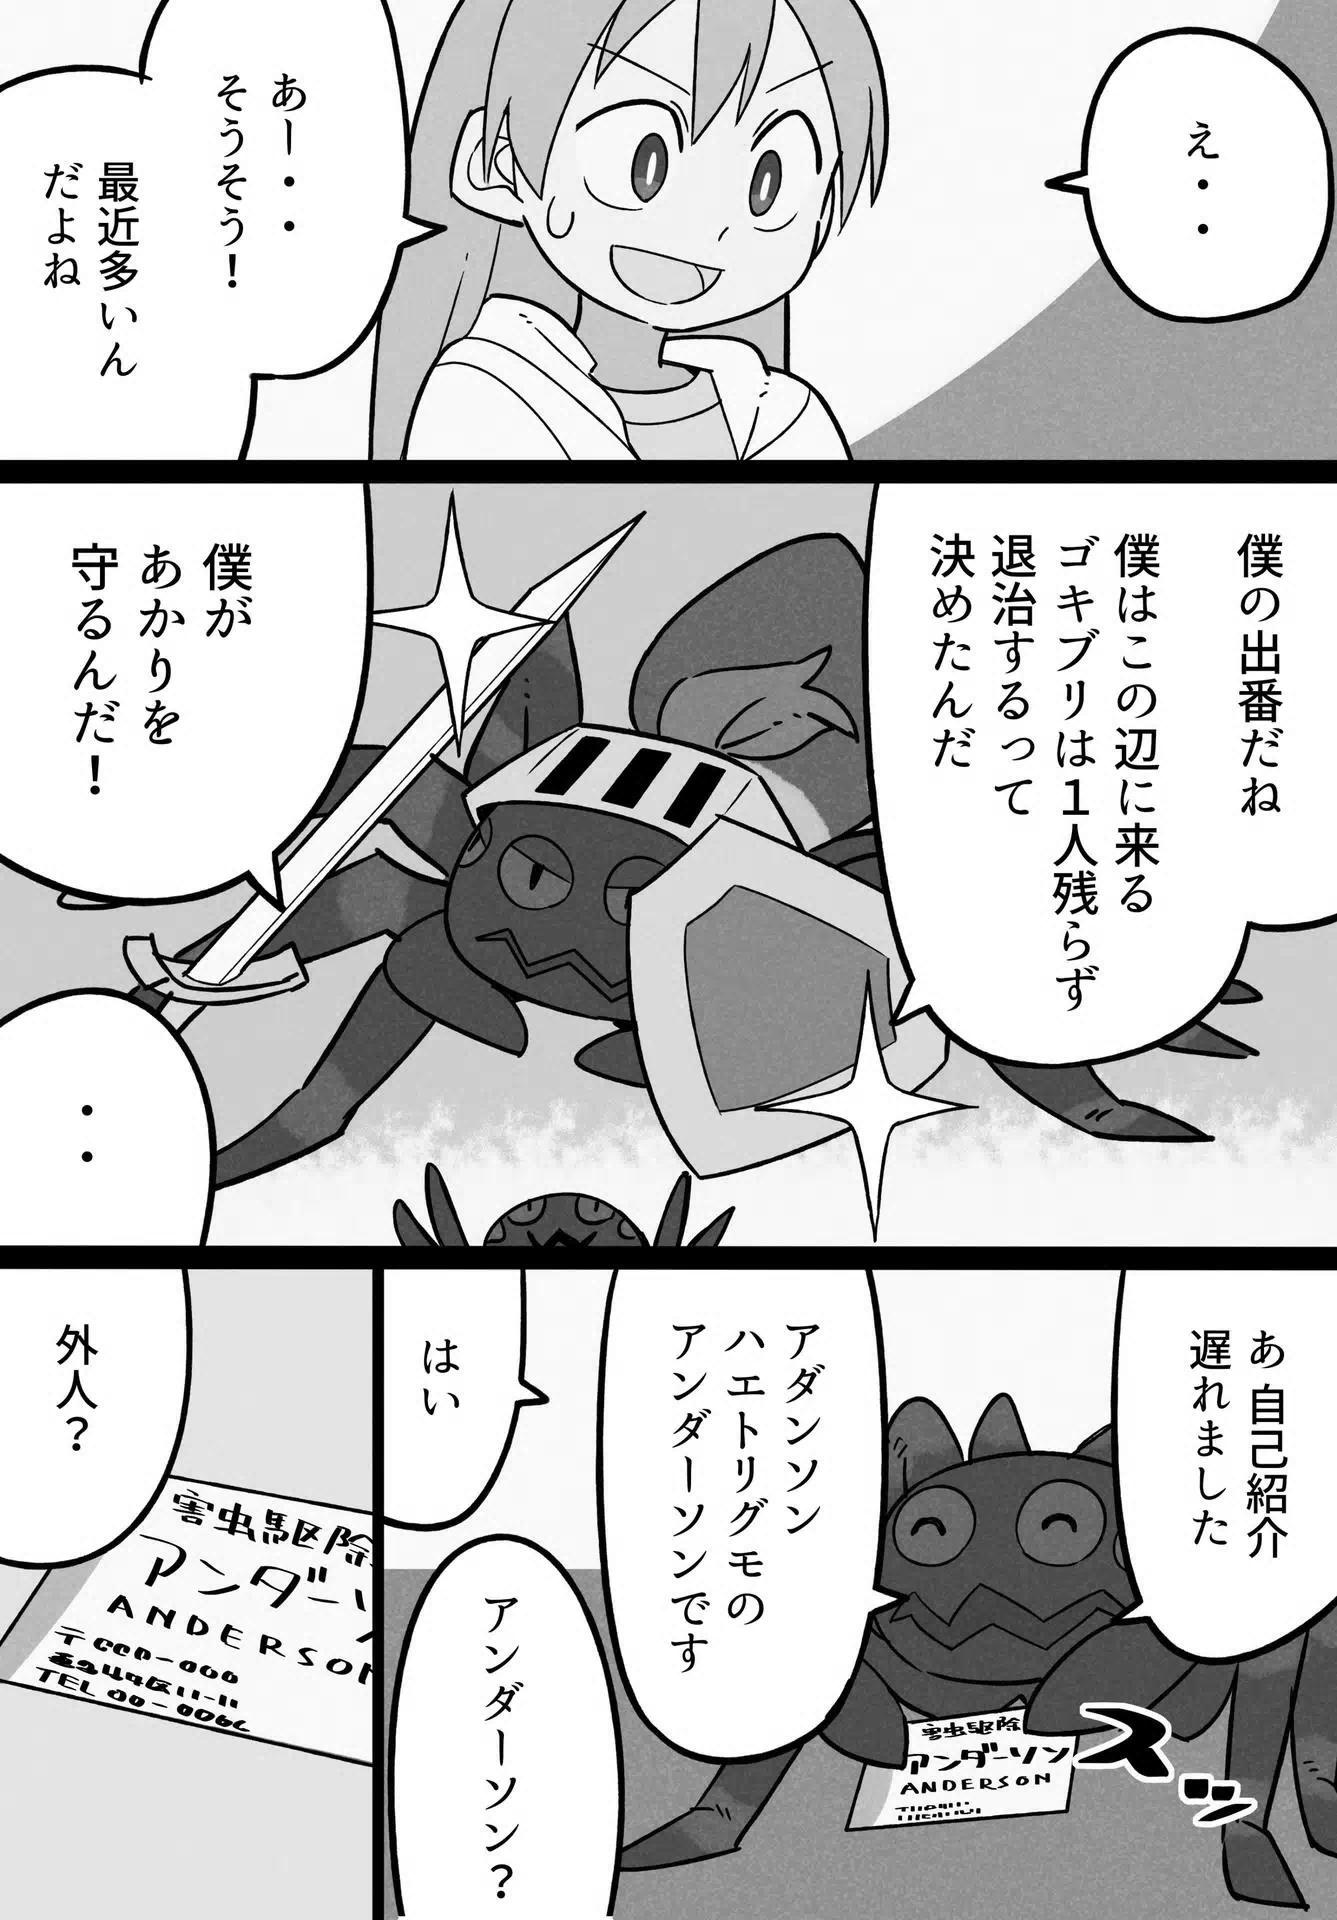 え・・・
あー・・
そうそう！
最近多いん
だよね
僕の出番だね
僕はこの辺に来る
ゴキブリは１人残らず
退治するって
決めたんだ
僕が
あかりを
守るんだ！
・・
あ 自己紹介
遅れました
アダンソン
ハエトリグモの
アンダーソンです
スッ
害虫駆除
アンダーソン
ANDERSON
はい
アンダーソン？
外人？
害虫駆除
アンダーソ
ANDERSON